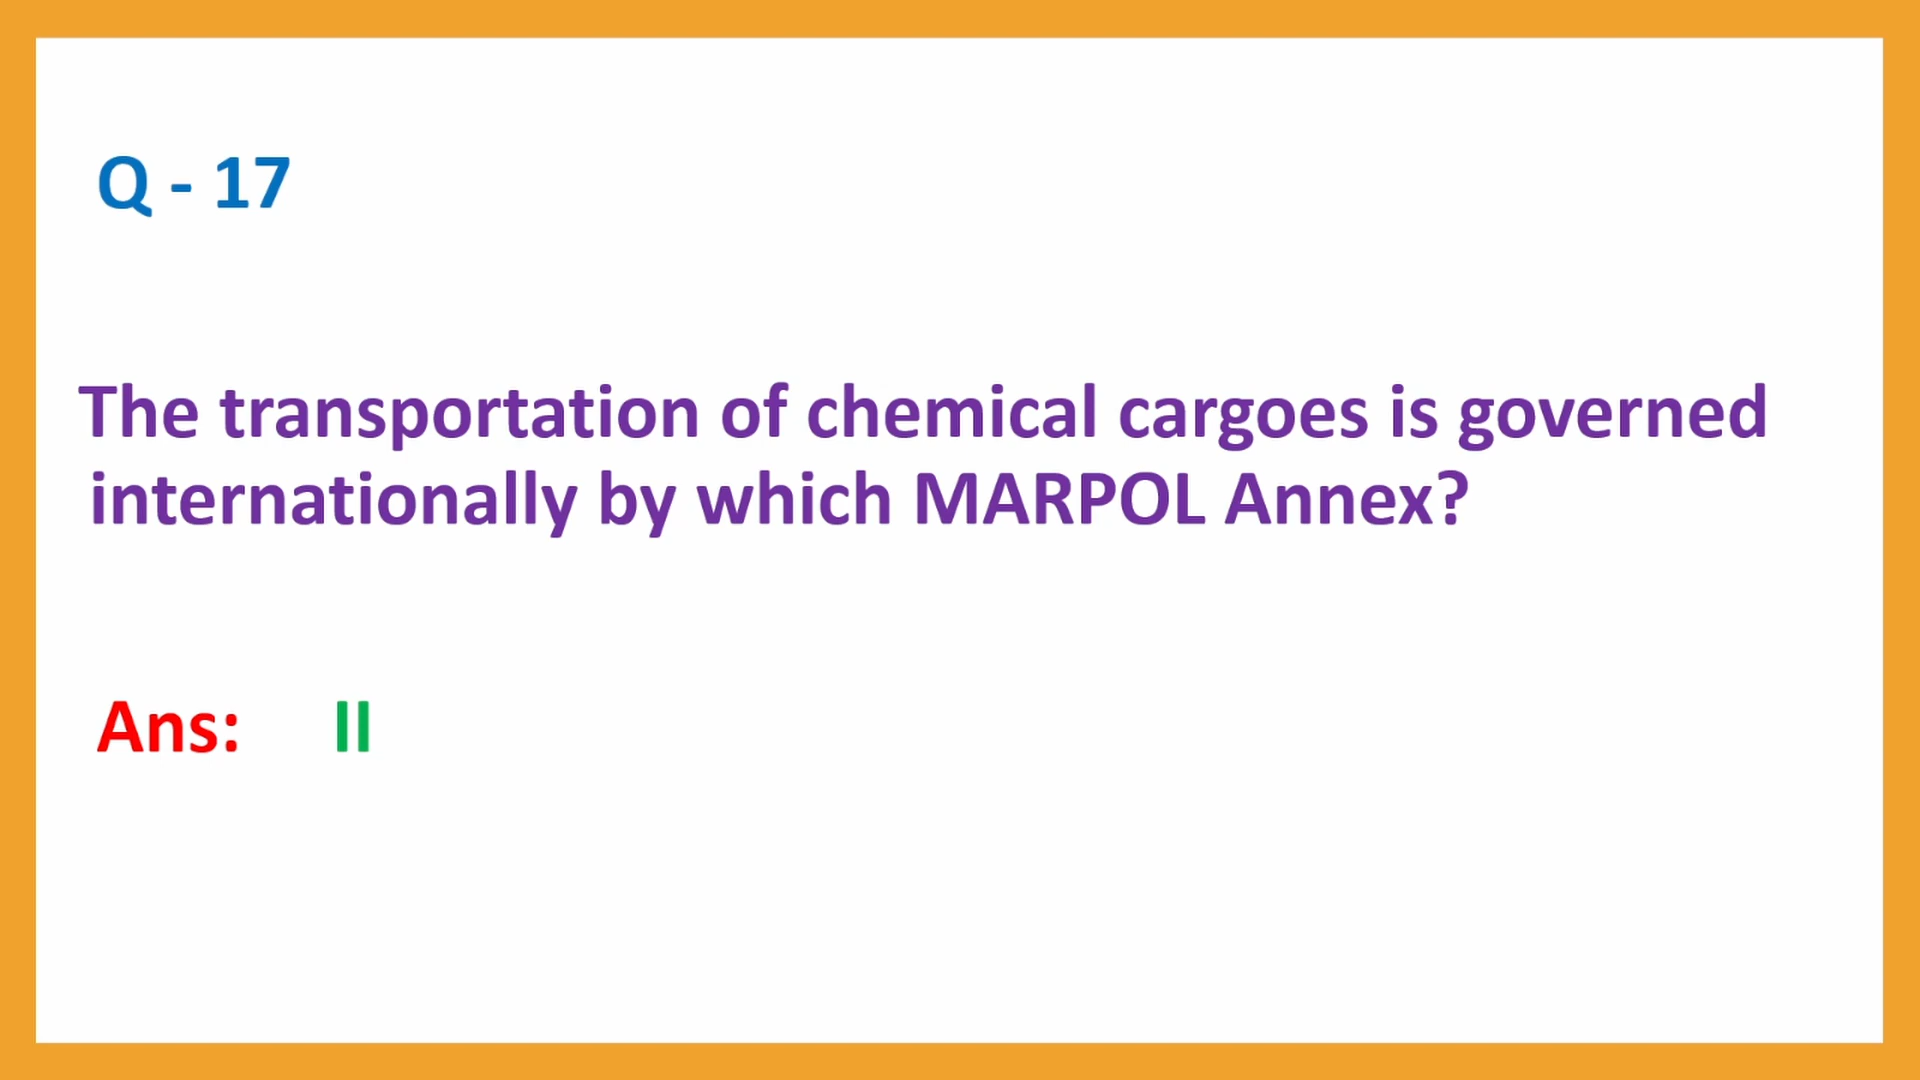 Q - 17
The transportation of chemical cargoes is governed
internationally by which MARPOL Annex?
Ans: II